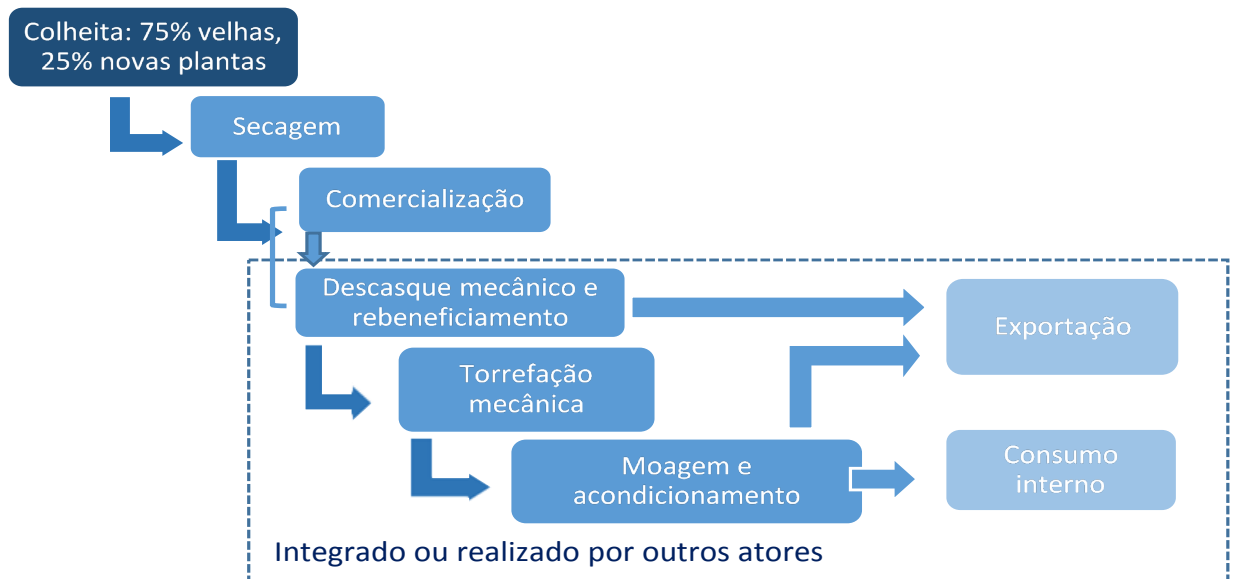 Colheita: 75% velhas,
25% novas plantas
Secagem
Comercialização
Descasque mecânico e
rebeneficiamento
Exportação
Torrefação
mecânica
Moagem e
acondicionamento
Consumo
interno
Integrado ou realizado por outros atores